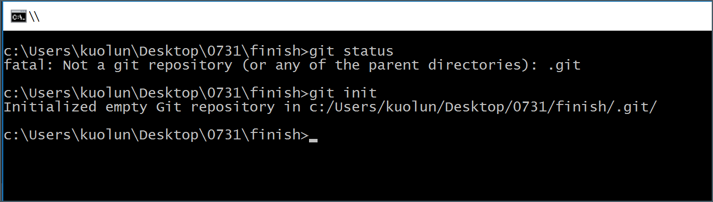 C:\. \\
c:\Users\kuolun\Desktop\0731\finish>git status
fatal: Not a git repository (or any of the parent directories): .git
c:\Users\kuolun\Desktop\0731\finish>git init
Initialized empty Git repository in c:/Users/kuolun/Desktop/0731/finish/.git/
c:\Users\kuolun\Desktop\0731\finish>